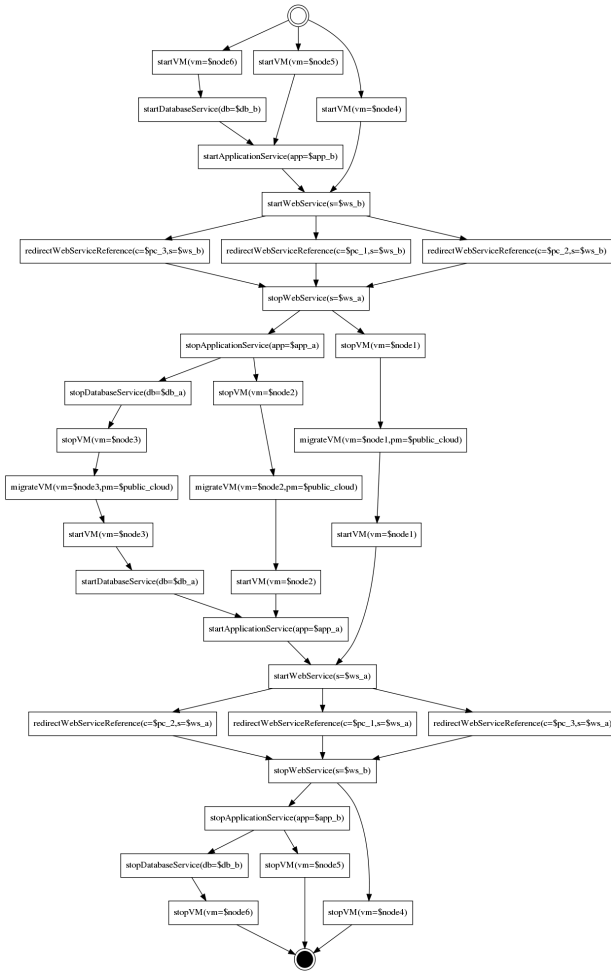 startVM(vm=$node6)
startVM(vm=$node5)
startDatabaseService(db=$db_b)
startVM(vm=$node4)
startApplicationService(app=$app_b)
startWebService(s=$ws_b)
redirectWebServiceReference(c=$pc_3,s=$ws_b)
redirectWebServiceReference(c=$pc_1,s=$ws_b)
redirectWebServiceReference(c=$pc_2,s=$ws_b)
stopWebService(s=$ws_a)
stopApplicationService(app=$app_a)
stopVM(vm=$node1)
stopDatabaseService(db=$db_a)
stopVM(vm=$node2)
stopVM(vm=$node3)
migrateVM(vm=$node1,pm=$public_cloud)
migrateVM(vm=$node3,pm=$public_cloud)
migrateVM(vm=$node2,pm=$public_cloud)
startVM(vm=$node3)
startVM(vm=$node1)
startDatabaseService(db=$db_a)
startVM(vm=$node2)
startApplicationService(app=$app_a)
startWebService(s=$ws_a)
redirectWebServiceReference(c=$pc_2,s=$ws_a)
redirectWebServiceReference(c=$pc_1,s=$ws_a)
redirectWebServiceReference(c=$pc_3,s=$ws_a)
stopWebService(s=$ws_b)
stopApplicationService(app=$app_b)
stopDatabaseService(db=$db_b)
stopVM(vm=$node5)
stopVM(vm=$node6)
stopVM(vm=$node4)